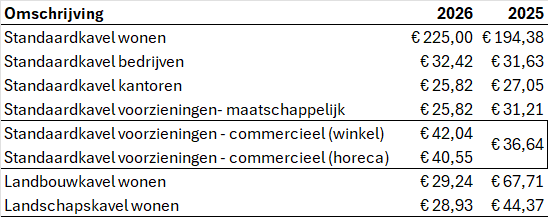 Omschrijving 2026 2025
Standaardkavel wonen € 225,00 € 194,38
Standaardkavel bedrijven € 32,42 € 31,63
Standaardkavel kantoren € 25,82 € 27,05
Standaardkavel voorzieningen- maatschappelijk € 25,82 € 31,21
Standaardkavel voorzieningen - commercieel (winkel) € 42,04
€ 36,64
Standaardkavel voorzieningen - commercieel (horeca) € 40,55
Landbouwkavel wonen € 29,24 € 67,71
Landschapskavel wonen € 28,93 € 44,37